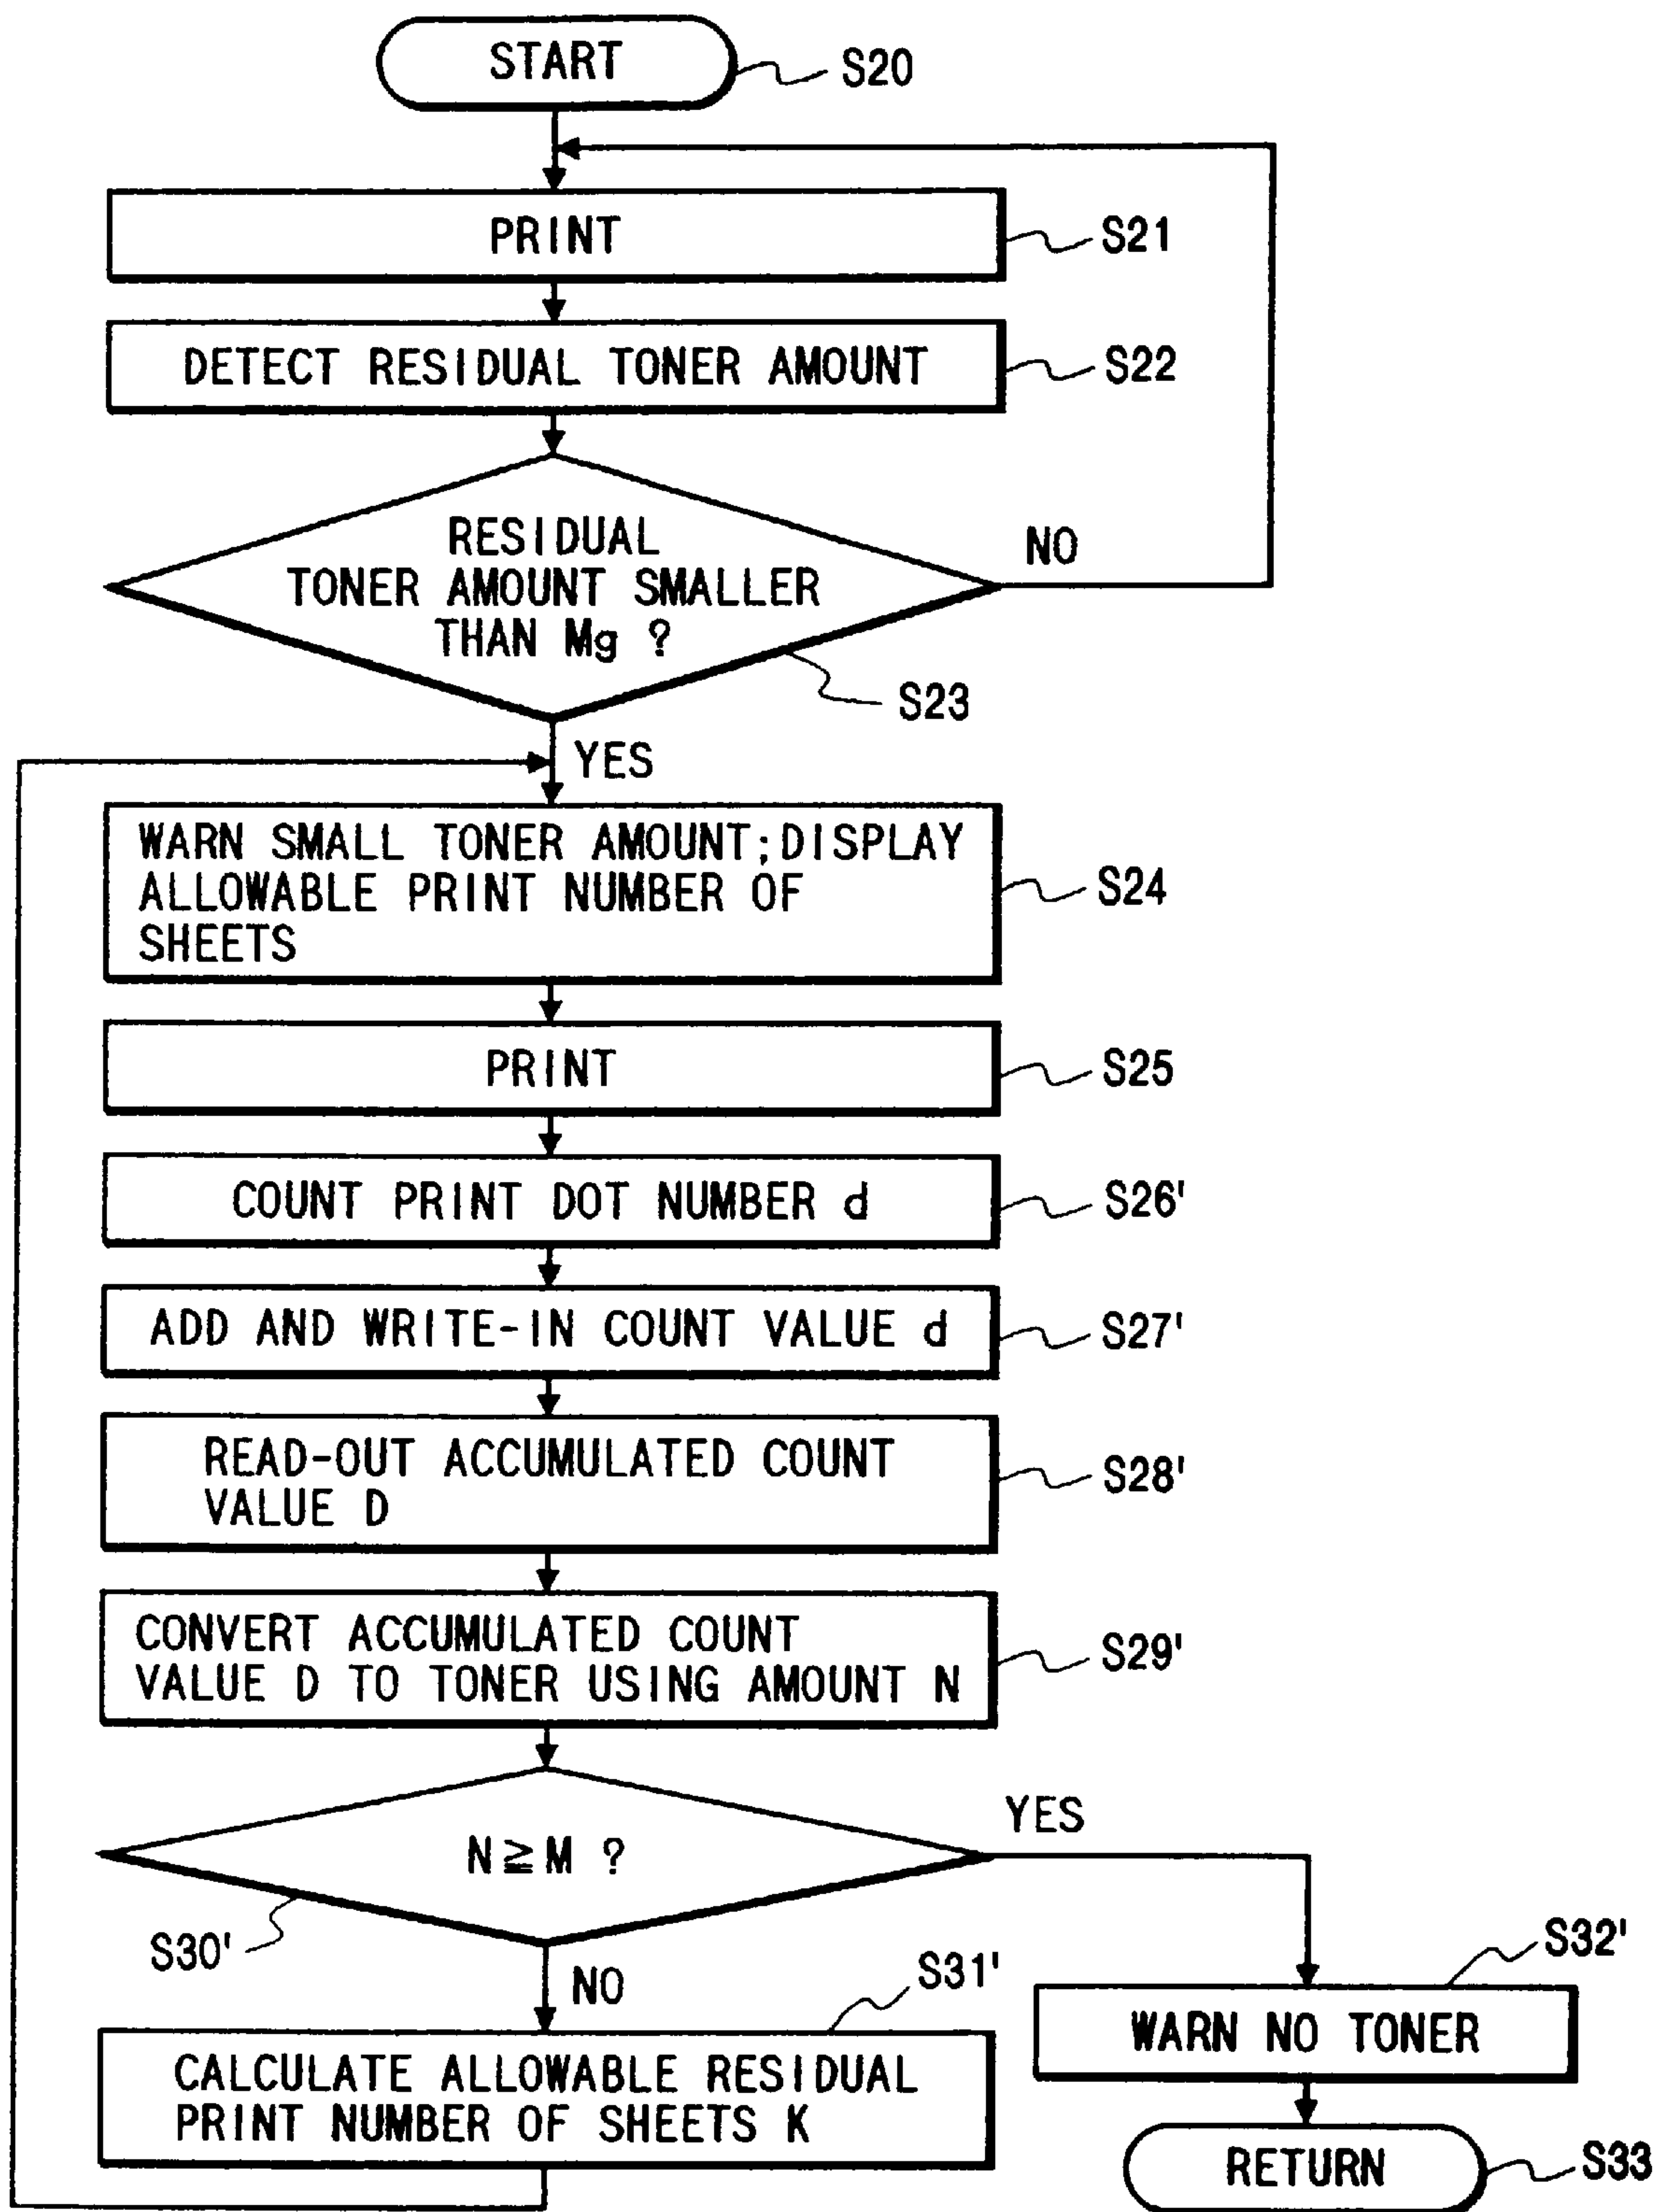 START
S20
PRINT
S21
DETECT RESIDUAL TONER AMOUNT
S22
RESIDUAL
TONER AMOUNT SMALLER
THAN Mg ?
NO
S23
YES
WARN SMALL TONER AMOUNT;DISPLAY
ALLOWABLE PRINT NUMBER OF
SHEETS
S24
PRINT
S25
COUNT PRINT DOT NUMBER d
S26'
ADD AND WRITE-IN COUNT VALUE d
S27'
READ-OUT ACCUMULATED COUNT
VALUE D
S28'
CONVERT ACCUMULATED COUNT
VALUE D TO TONER USING AMOUNT N
S29'
N≧M ?
YES
S30'
NO
S31'
S32'
CALCULATE ALLOWABLE RESIDUAL
PRINT NUMBER OF SHEETS K
WARN NO TONER
RETURN
S33